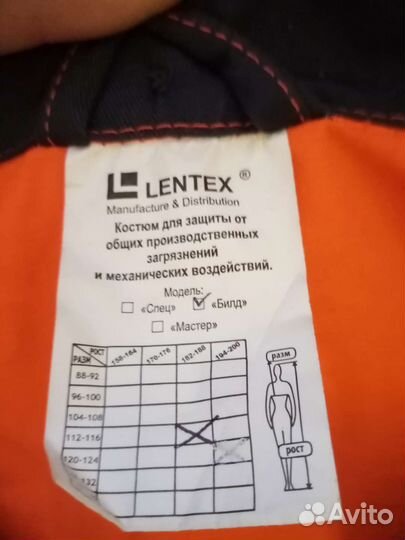 LENTEX ®
Manufacture & Distribution
Костюм для защиты от
общих производственных
загрязнений
и механических воздействий.
Модель:
«Спец» «Билд»
«Мастер»
РОСТ 158-164 170-176 182-188 194-200
РАЗМ
88-92
96-100
104-108
112-116
120-124
132
разм
рост
Avito